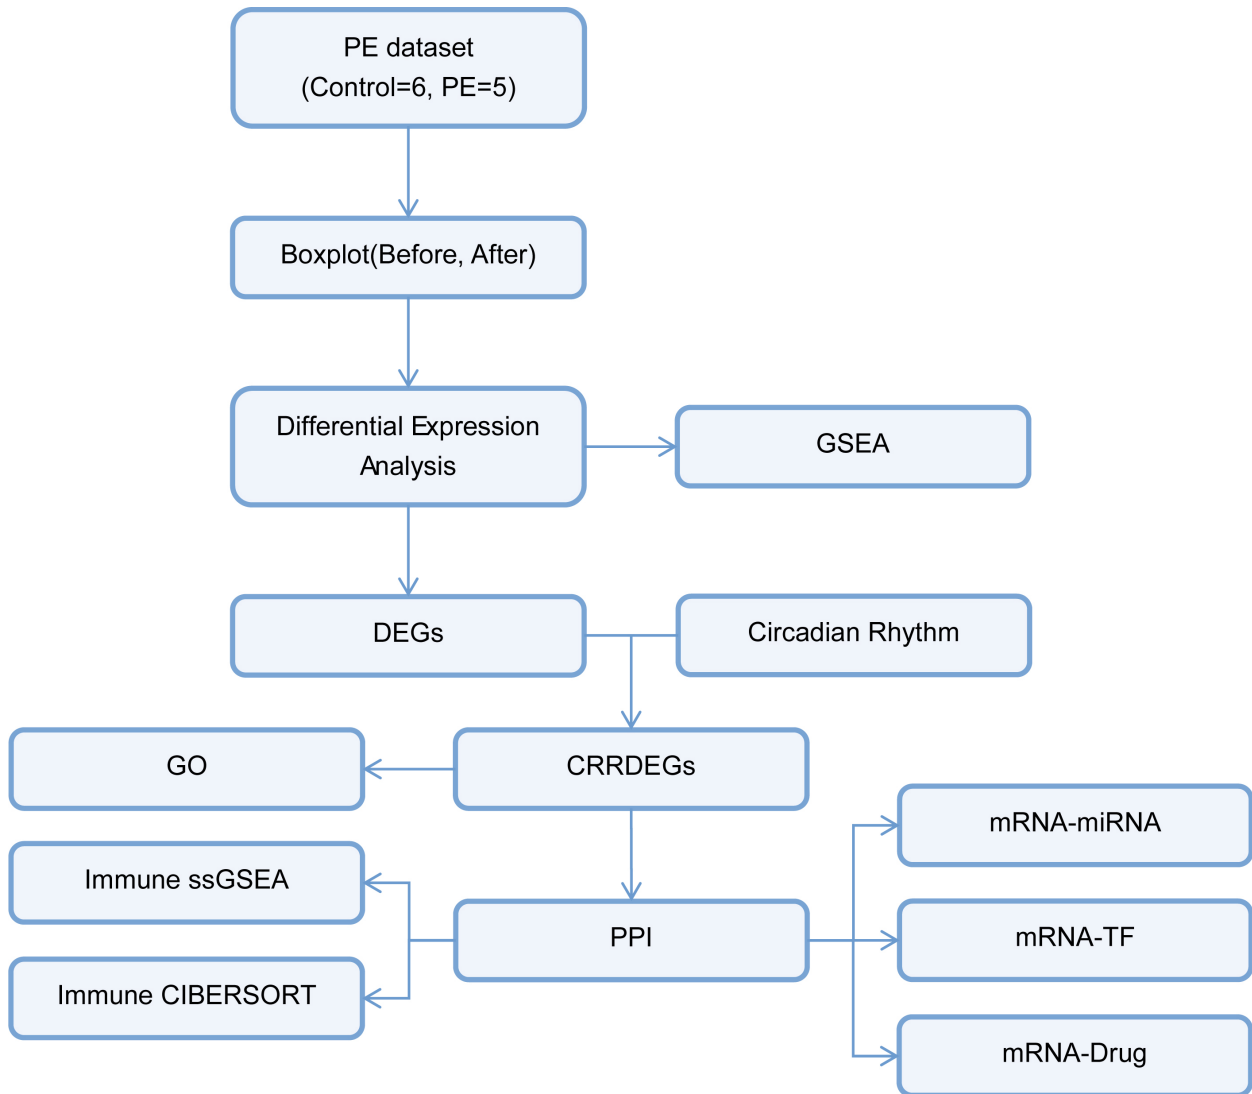 PE dataset
(Control=6, PE=5)
Boxplot(Before, After)
Differential Expression
Analysis
GSEA
DEGs
Circadian Rhythm
GO
CRRDEGs
mRNA-miRNA
Immune ssGSEA
PPI
mRNA-TF
Immune CIBERSORT
mRNA-Drug